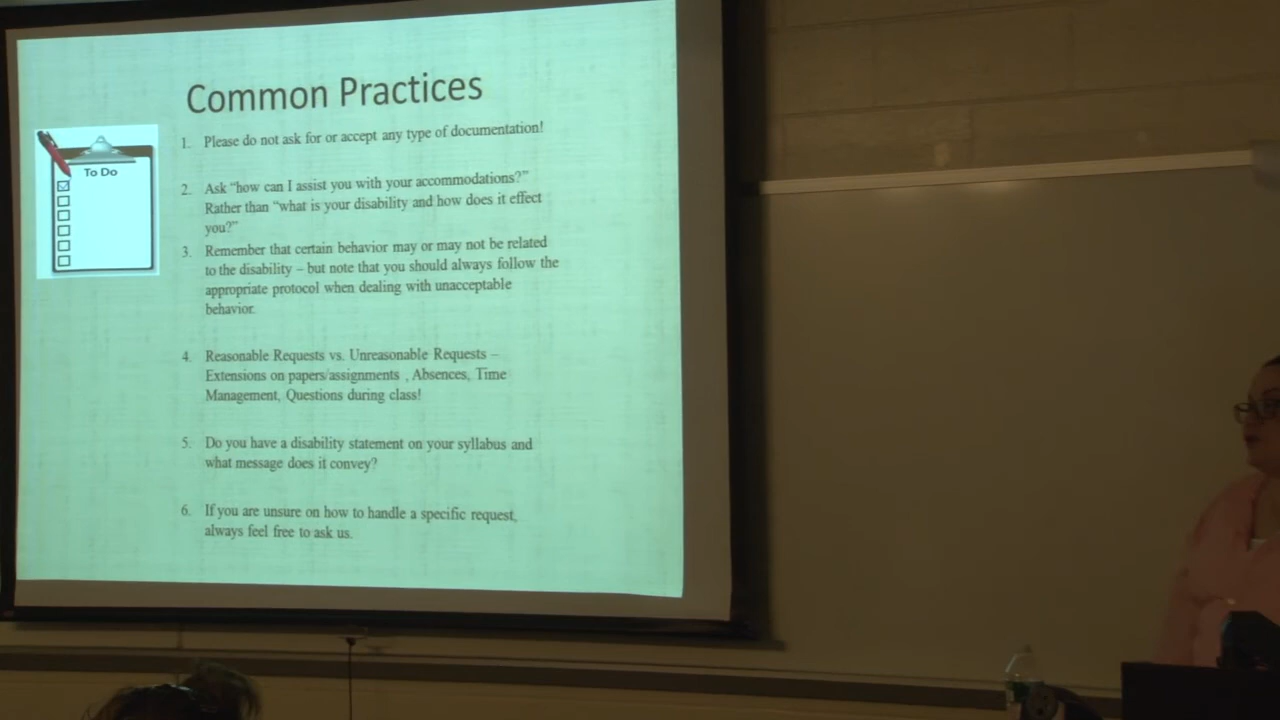 Common Practices
To Do
1. Please do not ask for or accept any type of documentation!
2. Ask “how can I assist you with your accommodations?”
Rather than “what is your disability and how does it effect
you?”
3. Remember that certain behavior may or may not be related
to the disability – but note that you should always follow the
appropriate protocol when dealing with unacceptable
behavior.
4. Reasonable Requests vs. Unreasonable Requests –
Extensions on papers/assignments , Absences, Time
Management, Questions during class!
5. Do you have a disability statement on your syllabus and
what message does it convey?
6. If you are unsure on how to handle a specific request,
always feel free to ask us.